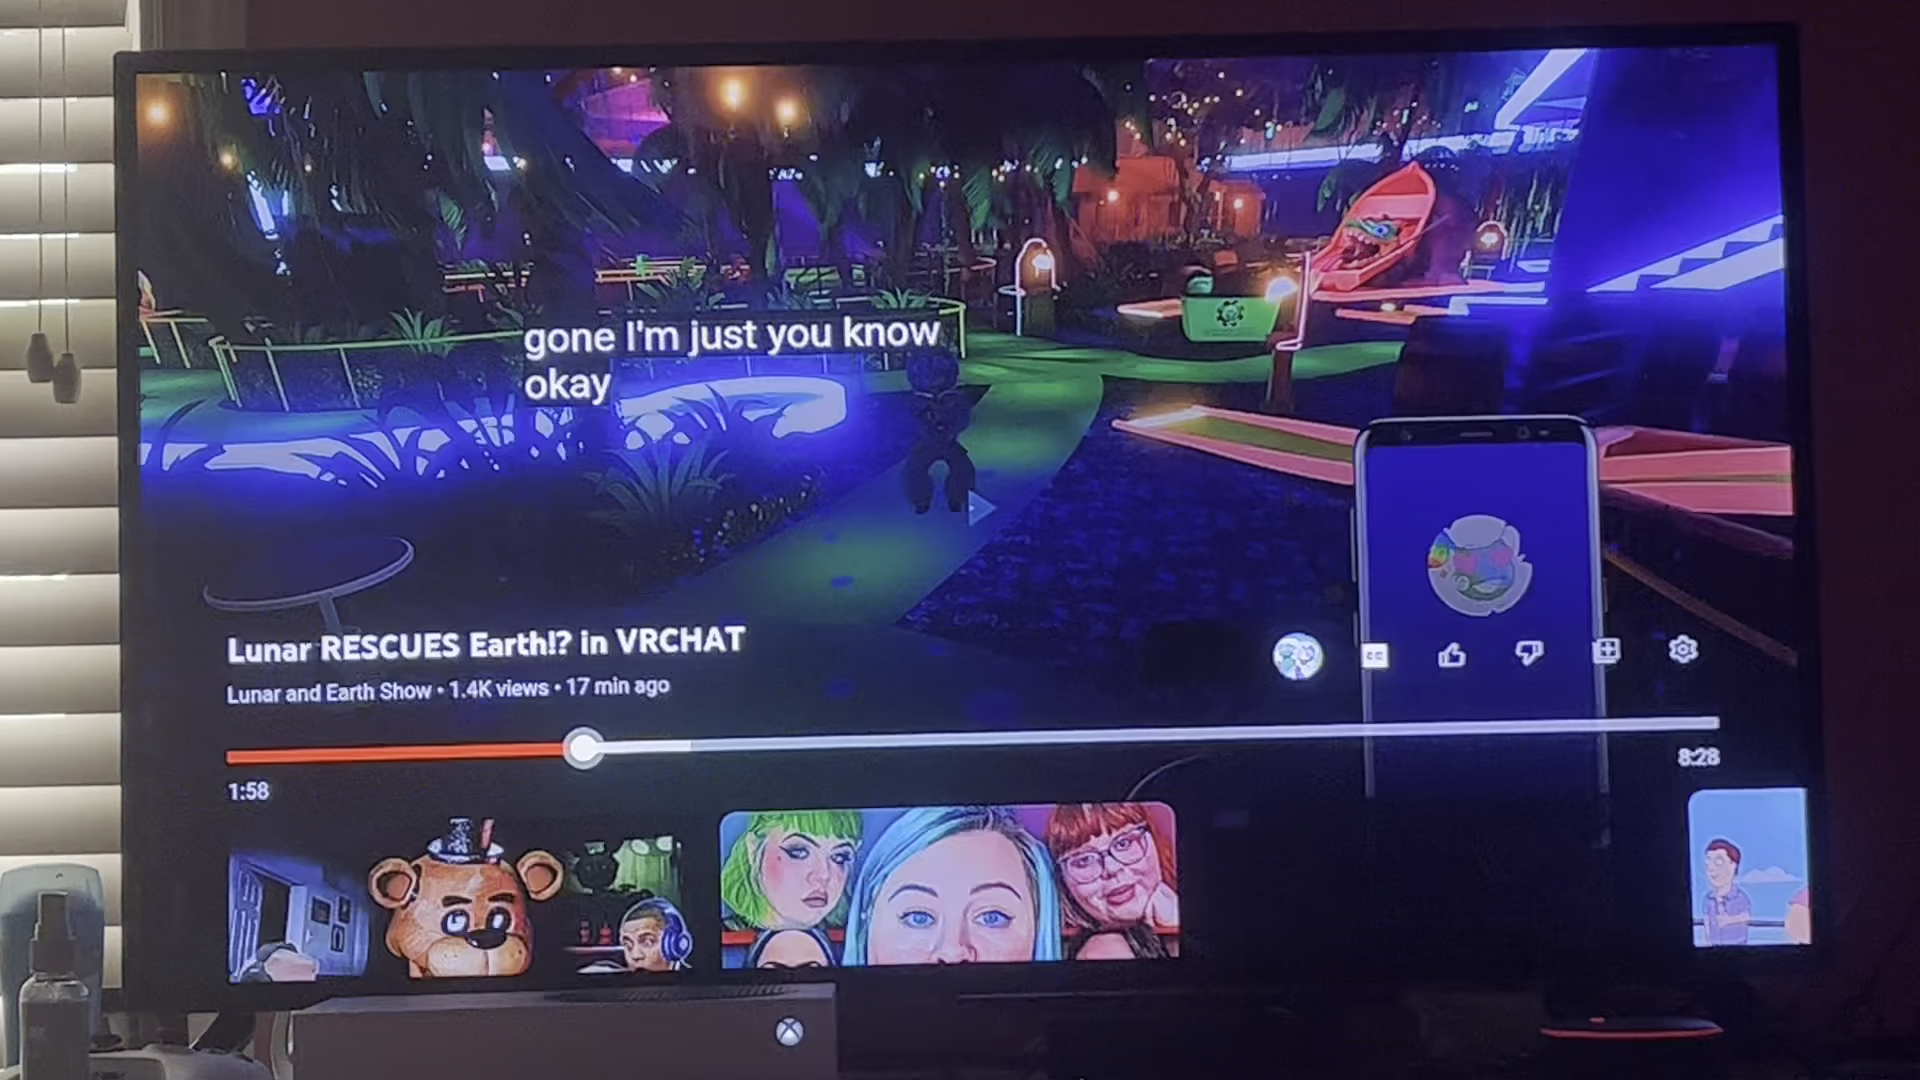 gone I'm just you know
okay
Lunar RESCUES Earth!? in VRCHAT
Lunar and Earth Show • 1.4K views • 17 min ago
CC
1:58
8:28